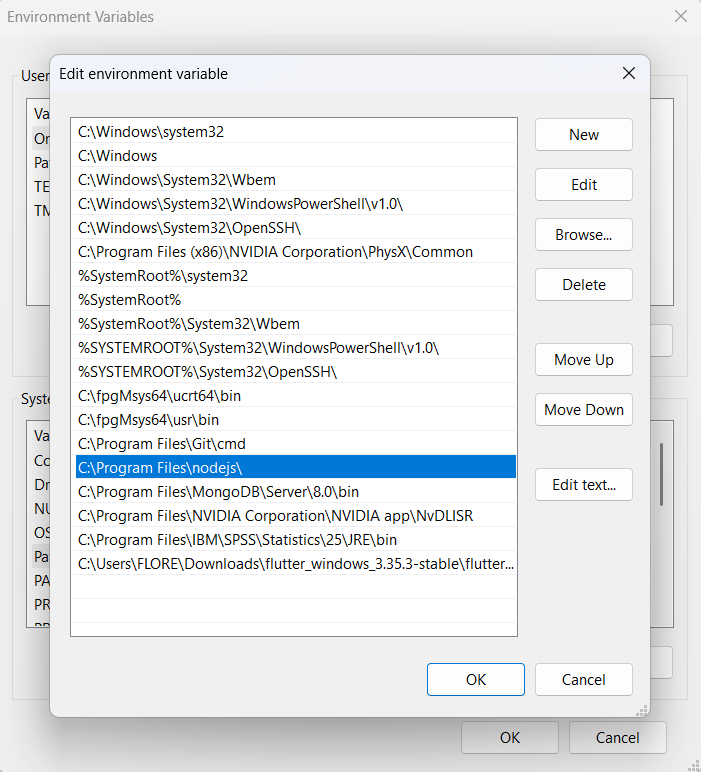 Environment Variables
Edit environment variable
User
Va
On
Pa
TE
TM
C:\Windows\system32
C:\Windows
C:\Windows\System32\Wbem
C:\Windows\System32\WindowsPowerShell\v1.0\
C:\Windows\System32\OpenSSH\
C:\Program Files (x86)\NVIDIA Corporation\PhysX\Common
%SystemRoot%\system32
%SystemRoot%
%SystemRoot%\System32\Wbem
%SYSTEMROOT%\System32\WindowsPowerShell\v1.0\
%SYSTEMROOT%\System32\OpenSSH\
C:\fpgMsys64\ucrt64\bin
C:\fpgMsys64\usr\bin
C:\Program Files\Git\cmd
C:\Program Files\nodejs\
C:\Program Files\MongoDB\Server\8.0\bin
C:\Program Files\NVIDIA Corporation\NVIDIA app\NvDLISR
C:\Program Files\IBM\SPSS\Statistics\25\JRE\bin
C:\Users\FLORE\Downloads\flutter_windows_3.35.3-stable\flutter...
New
Edit
Browse...
Delete
Move Up
Move Down
Edit text...
Syste
Va
Co
Dr
NU
OS
Pa
PA
PR
OK
Cancel
OK
Cancel